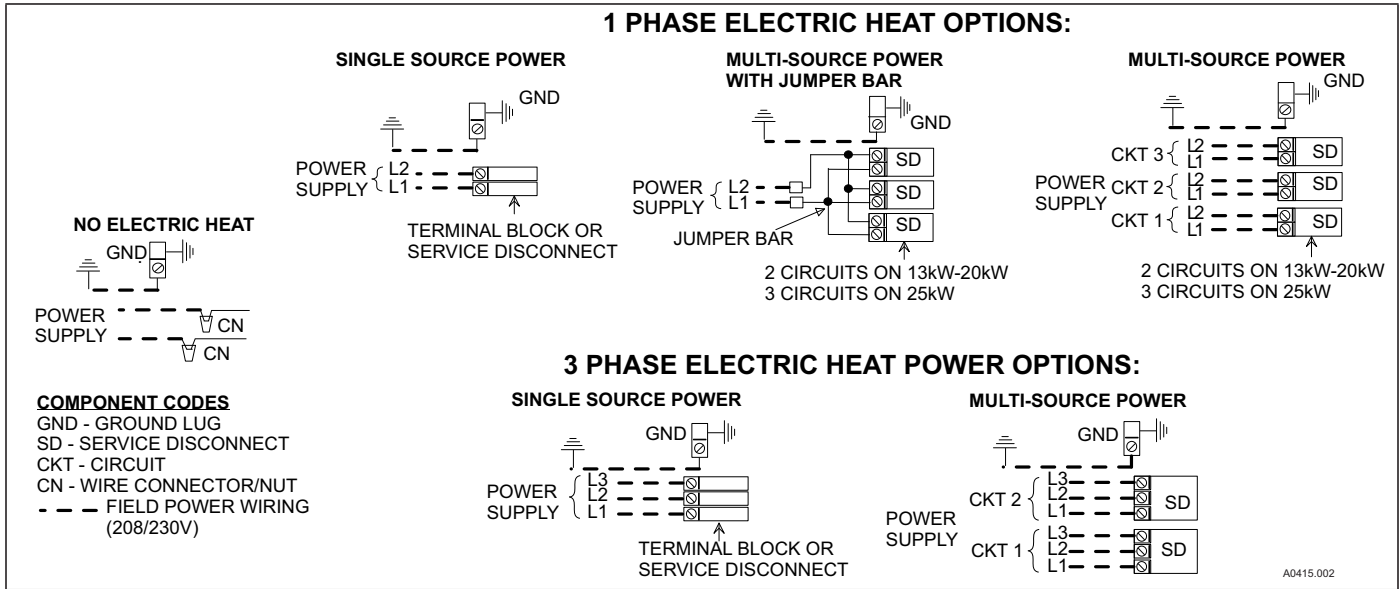 1 PHASE ELECTRIC HEAT OPTIONS:
NO ELECTRIC HEAT
GND
POWER
SUPPLY
CN
CN
SINGLE SOURCE POWER
GND
POWER
SUPPLY
L2
L1
TERMINAL BLOCK OR
SERVICE DISCONNECT
MULTI-SOURCE POWER
WITH JUMPER BAR
GND
SD
SD
SD
POWER
SUPPLY
L2
L1
JUMPER BAR
2 CIRCUITS ON 13kW-20kW
3 CIRCUITS ON 25kW
MULTI-SOURCE POWER
GND
POWER
SUPPLY
CKT 3
L2
L1
SD
CKT 2
L2
L1
SD
CKT 1
L2
L1
SD
2 CIRCUITS ON 13kW-20kW
3 CIRCUITS ON 25kW
COMPONENT CODES
GND - GROUND LUG
SD - SERVICE DISCONNECT
CKT - CIRCUIT
CN - WIRE CONNECTOR/NUT
FIELD POWER WIRING
(208/230V)
3 PHASE ELECTRIC HEAT POWER OPTIONS:
SINGLE SOURCE POWER
GND
POWER
SUPPLY
L3
L2
L1
TERMINAL BLOCK OR
SERVICE DISCONNECT
MULTI-SOURCE POWER
GND
POWER
SUPPLY
CKT 2
L3
L2
L1
SD
CKT 1
L3
L2
L1
SD
A0415.002